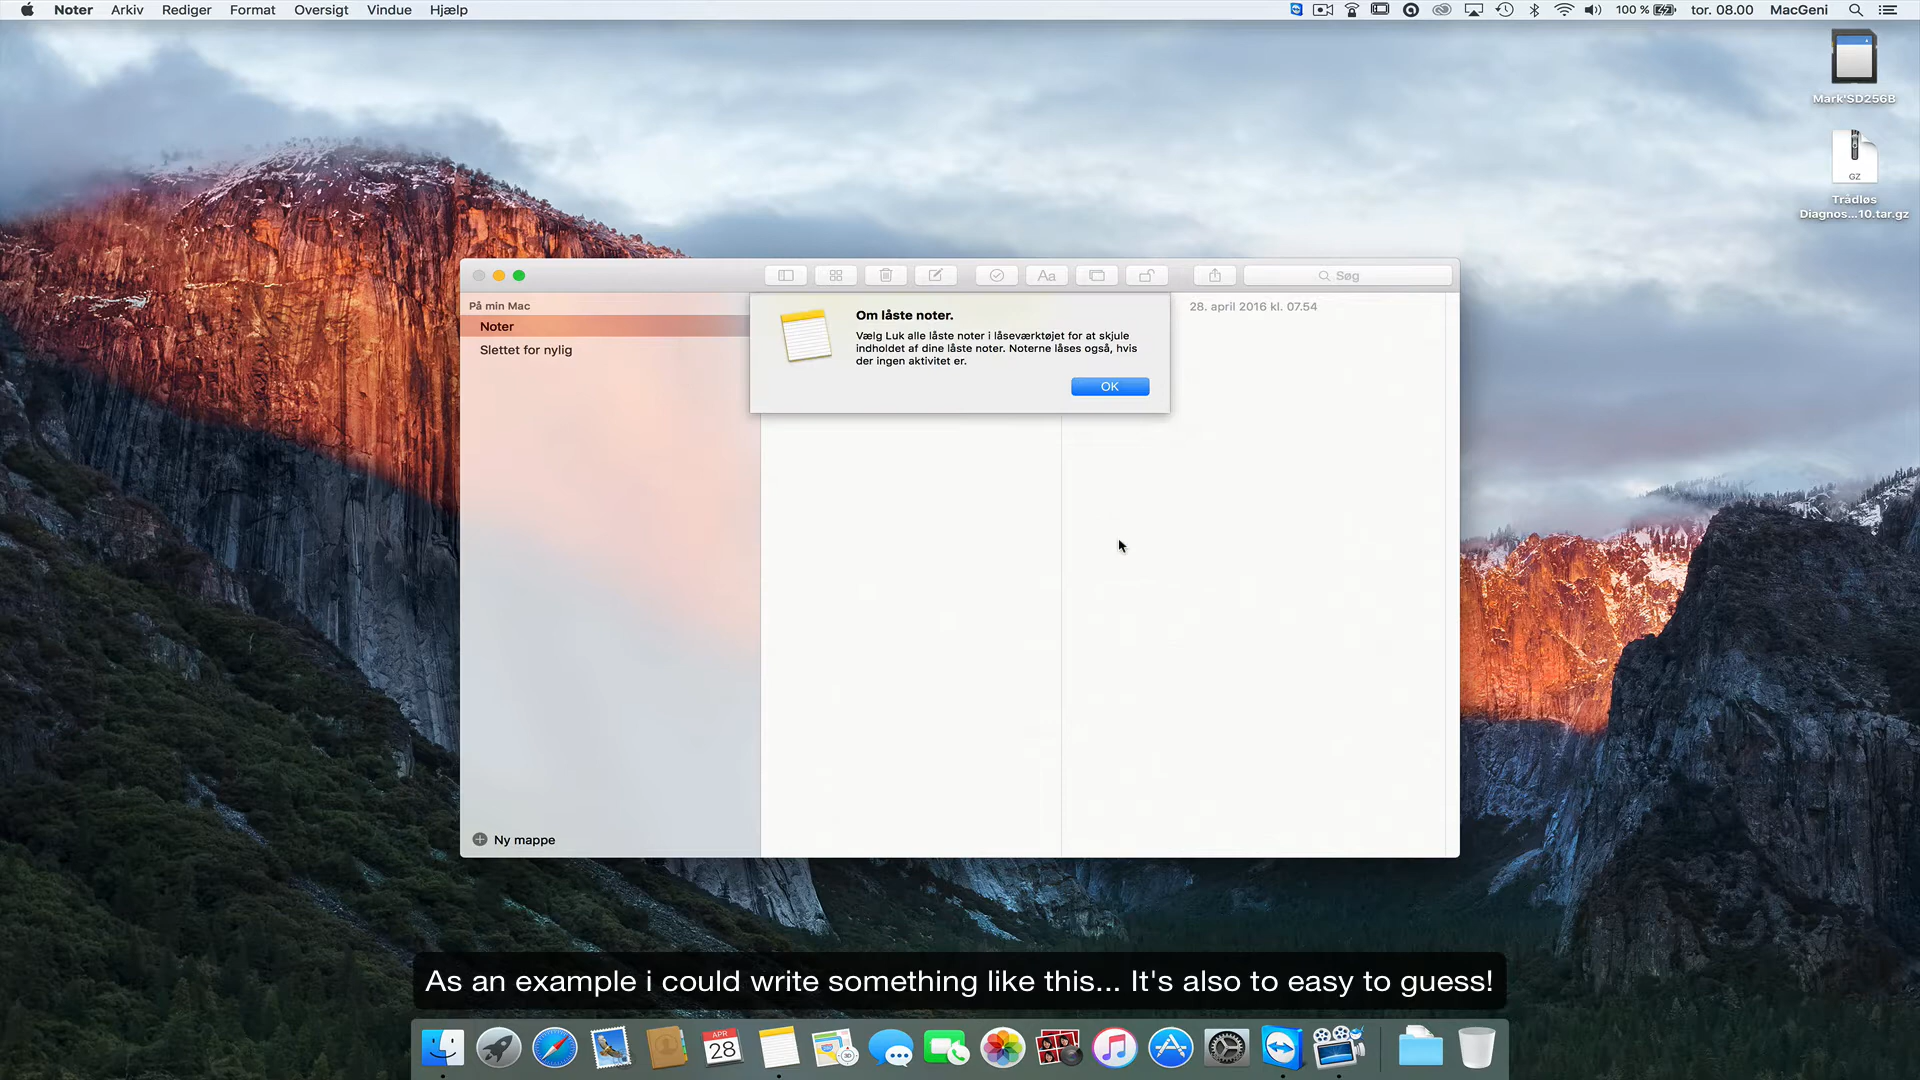 Noter Arkiv Rediger Format Oversigt Vindue Hjælp
100 % tor. 08.00 MacGeni
Mark'SD256B
GZ
Trådløs
Diagnos...10.tar.gz
Aa
Søg
På min Mac
Noter
Slettet for nylig
Om låste noter.
Vælg Luk alle låste noter i låseværktøjet for at skjule
indholdet af dine låste noter. Noterne låses også, hvis
der ingen aktivitet er.
OK
28. april 2016 kl. 07.54
Ny mappe
As an example i could write something like this... It's also to easy to guess!
APR
28
3D